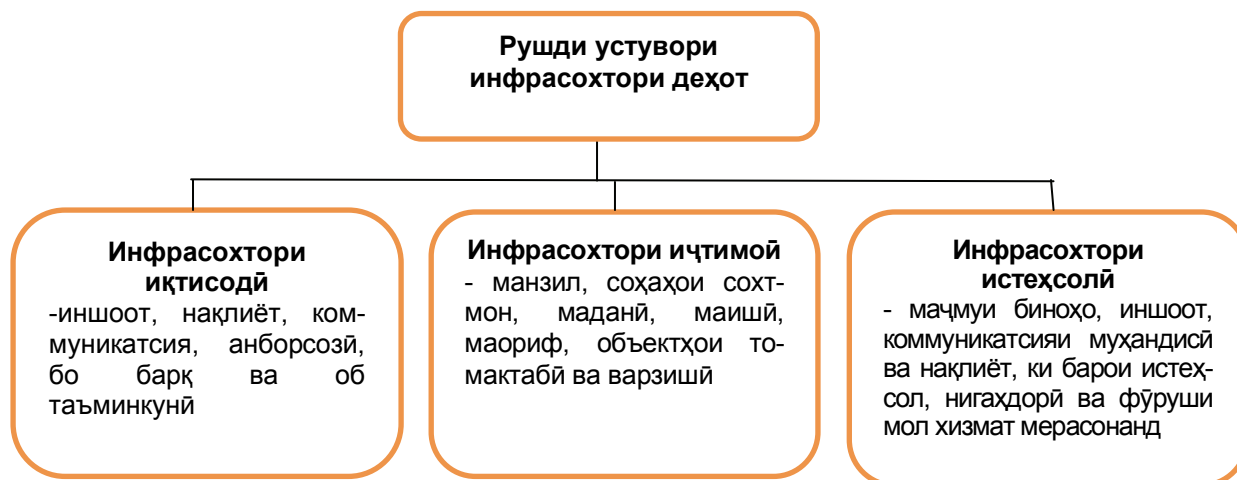 Рушди устувори
инфрасохтори деҳот
Инфрасохтори
иқтисодӣ
-иншоот, нақлиёт, ком-
муникатсия, анборсозӣ,
бо барқ ва об
таъминкунӣ
Инфрасохтори иҷтимоӣ
- манзил, соҳаҳои сохт-
мон, маданӣ, маишӣ,
маориф, объектҳои то-
мактабӣ ва варзишӣ
Инфрасохтори
истеҳсолӣ
- маҷмуи биноҳо, иншоот,
коммуникатсияи муҳандисӣ
ва нақлиёт, ки барои истеҳ-
сол, нигаҳдорӣ ва фӯруши
мол хизмат мерасонанд